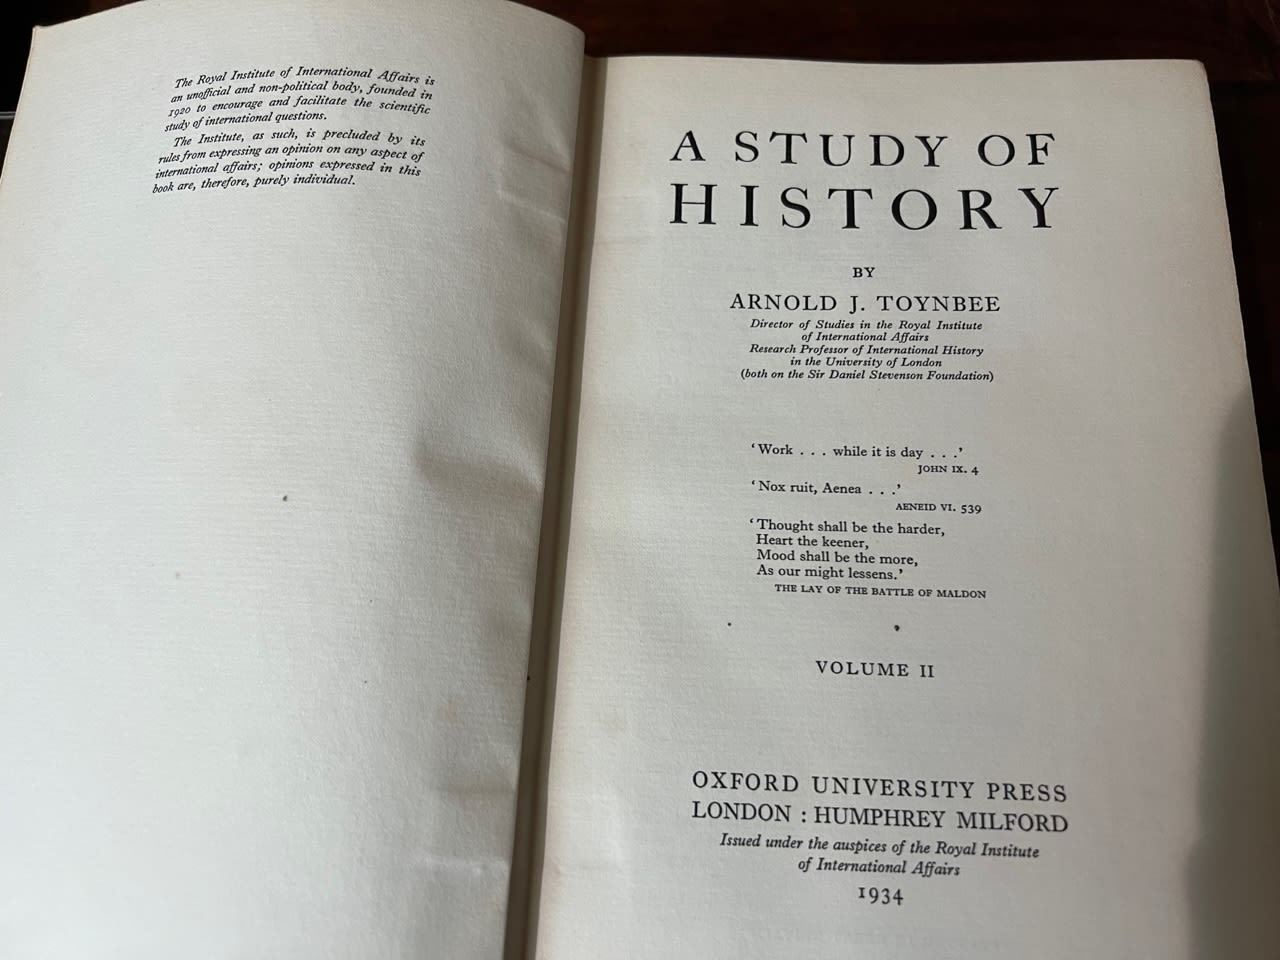 The Royal Institute of International Affairs is
an unofficial and non-political body, founded in
1920 to encourage and facilitate the scientific
study of international questions.
The Institute, as such, is precluded by its
rules from expressing an opinion on any aspect of
international affairs; opinions expressed in this
book are, therefore, purely individual.
A STUDY OF
HISTORY
BY
ARNOLD J. TOYNBEE
Director of Studies in the Royal Institute
of International Affairs
Research Professor of International History
in the University of London
(both on the Sir Daniel Stevenson Foundation)
‘Work . . . while it is day . . .’
JOHN IX. 4
‘Nox ruit, Aenea . . .’
AENEID VI. 539
‘Thought shall be the harder,
Heart the keener,
Mood shall be the more,
As our might lessens.’
THE LAY OF THE BATTLE OF MALDON
VOLUME II
OXFORD UNIVERSITY PRESS
LONDON : HUMPHREY MILFORD
Issued under the auspices of the Royal Institute
of International Affairs
1934